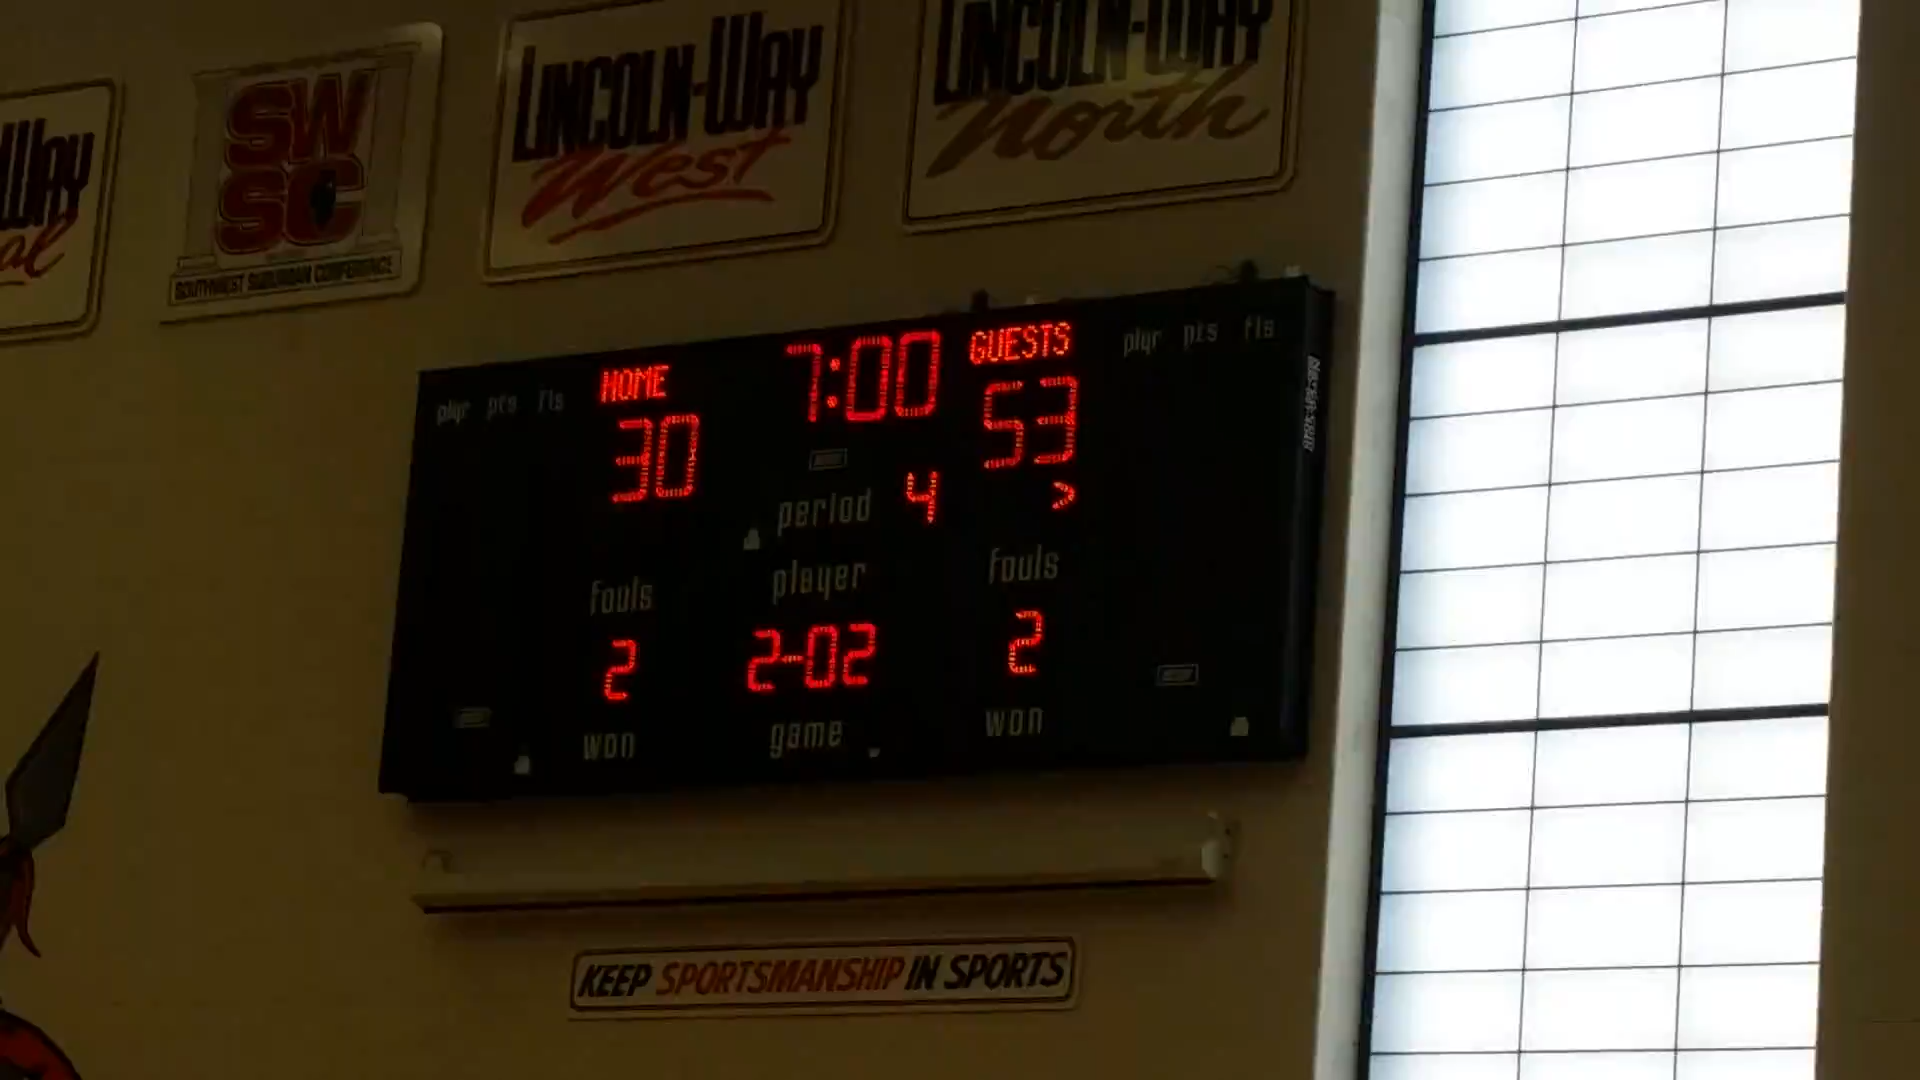 WAY
al
SW
SC
SOUTHWEST SUBURBAN CONFERENCE
LINCOLN-WAY
West
LINCOLN-WAY
North
plyr pts fls
HOME
30
7:00
GUESTS
53
plyr pts fls
period 4 >
player
fouls
2
2-02
fouls
2
won
game
won
KEEP SPORTSMANSHIP IN SPORTS